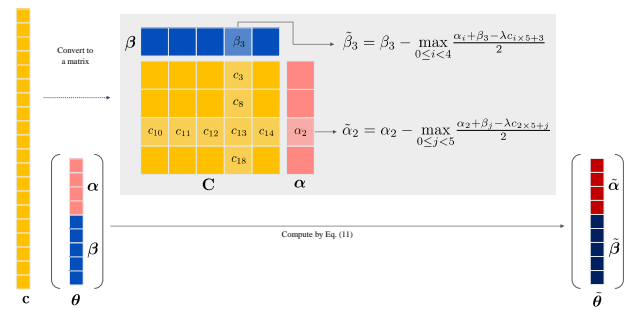 Convert to
a matrix
β
β₃
β̃₃ = β₃ − max_{0≤i<4} (αᵢ+β₃−λc_{i×5+3})/2
c₃
c₈
c₁₀ c₁₁ c₁₂ c₁₃ c₁₄ α₂
α̃₂ = α₂ − max_{0≤j<5} (α₂+βⱼ−λc_{2×5+j})/2
c₁₈
C α
α
β
Compute by Eq. (11)
α̃
β̃
c θ θ̃